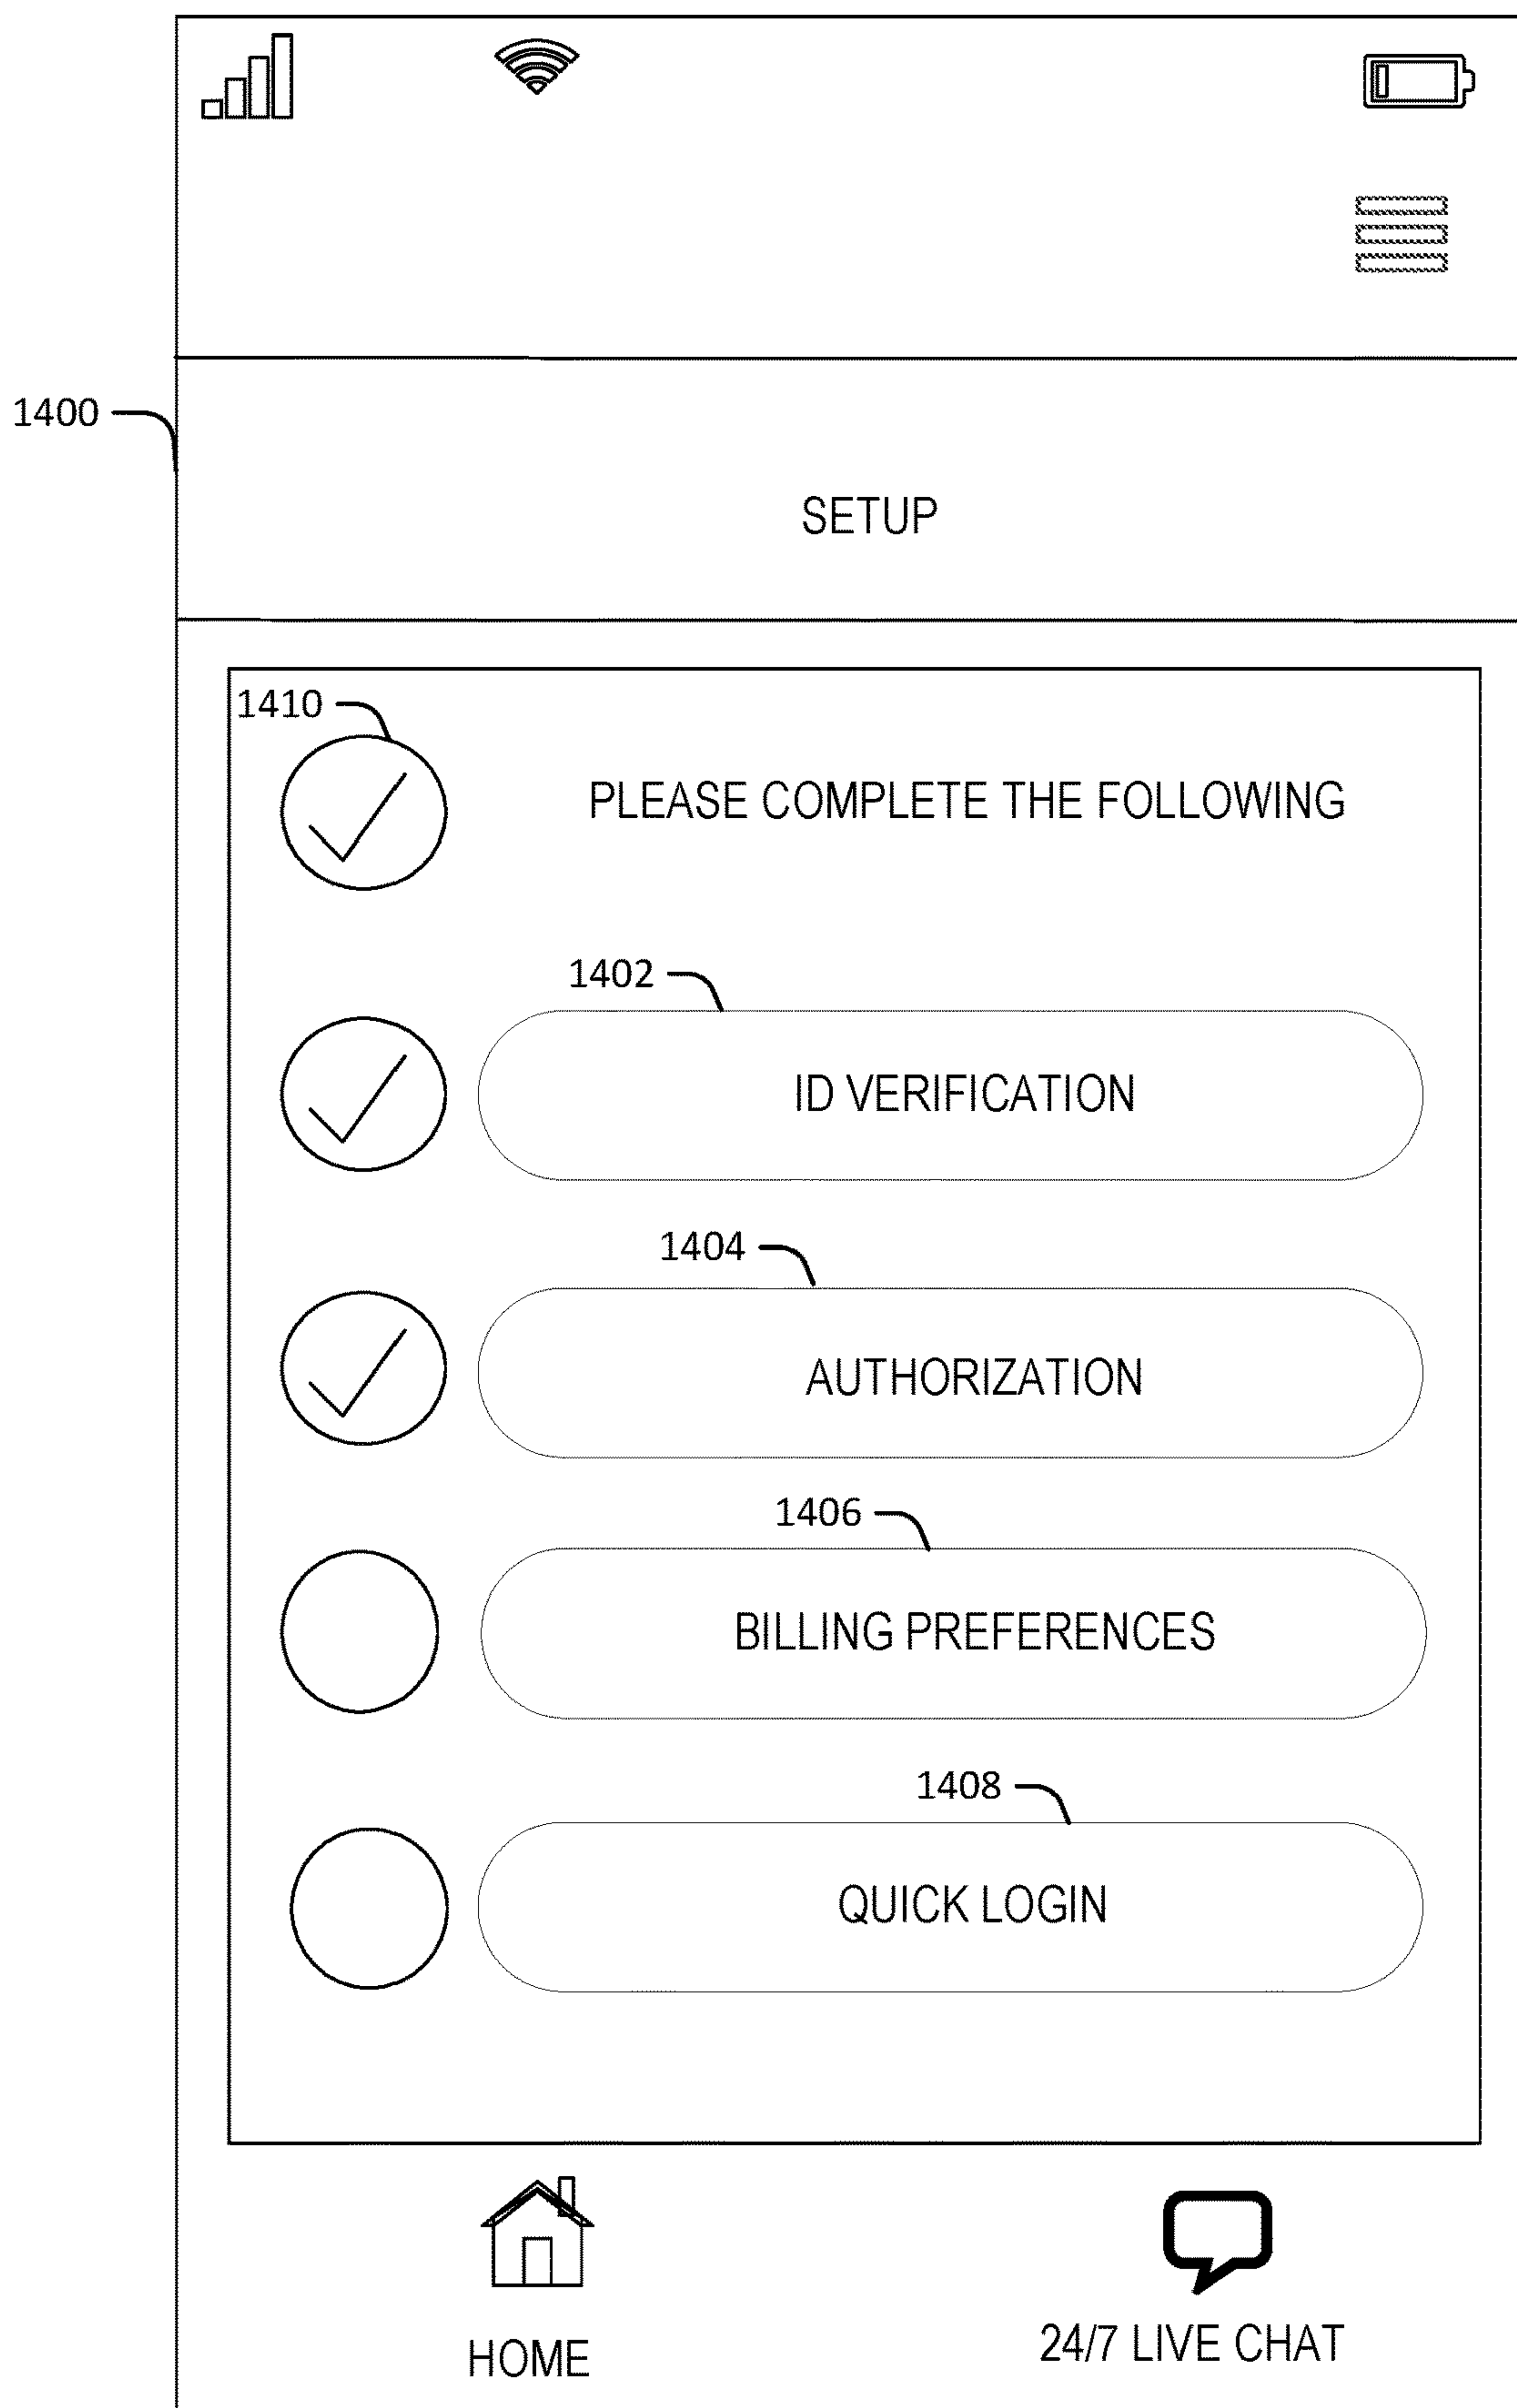 1400
SETUP
1410
PLEASE COMPLETE THE FOLLOWING
1402
ID VERIFICATION
1404
AUTHORIZATION
1406
BILLING PREFERENCES
1408
QUICK LOGIN
HOME
24/7 LIVE CHAT